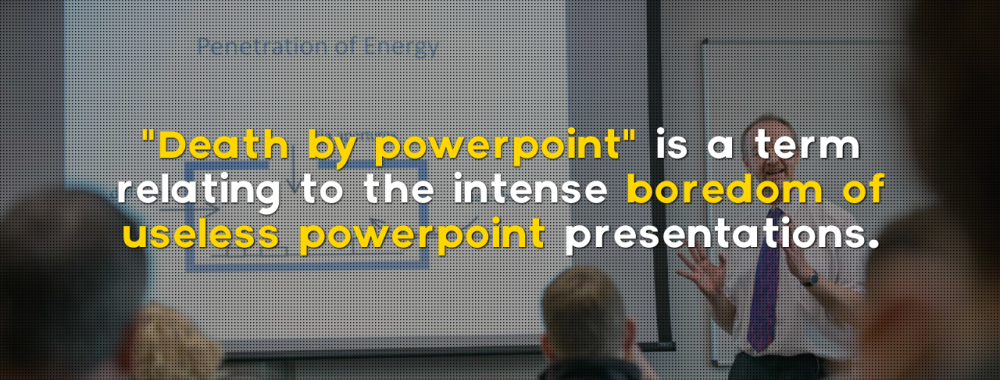 Penetration of Energy
"Death by powerpoint" is a term
relating to the intense boredom of
useless powerpoint presentations.